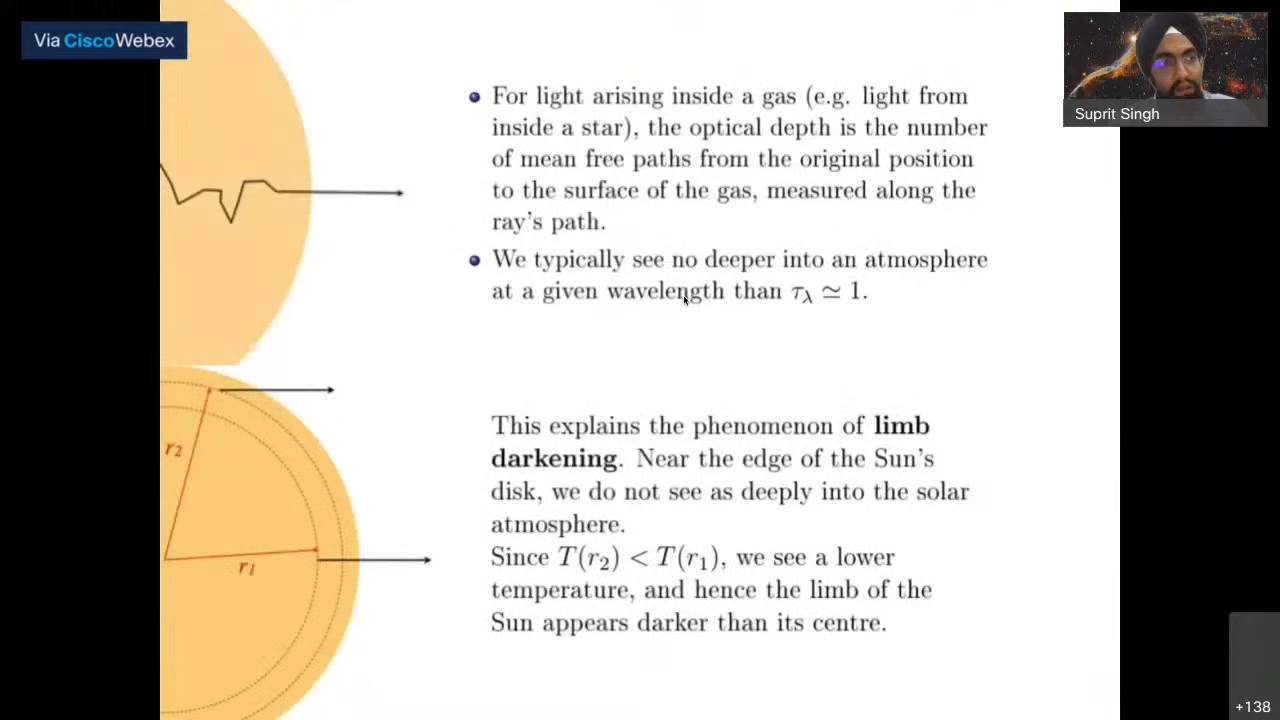 Via Cisco Webex
Suprit Singh
For light arising inside a gas (e.g. light from
inside a star), the optical depth is the number
of mean free paths from the original position
to the surface of the gas, measured along the
ray's path.
We typically see no deeper into an atmosphere
at a given wavelength than τλ ≃ 1.
r2
r1
This explains the phenomenon of limb
darkening. Near the edge of the Sun's
disk, we do not see as deeply into the solar
atmosphere.
Since T(r2) < T(r1), we see a lower
temperature, and hence the limb of the
Sun appears darker than its centre.
+138